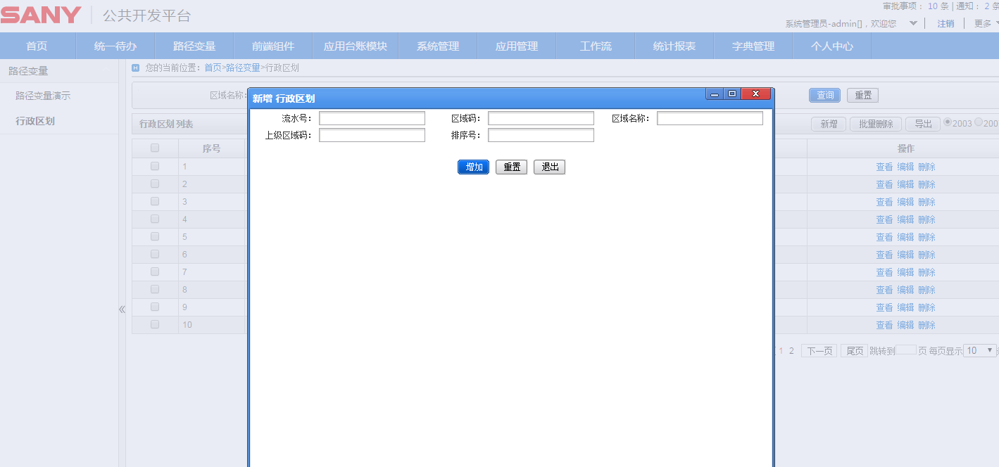 SANY 公共开发平台
审批事项： 10 条 | 通知： 2 条
系统管理员-admin[]，欢迎您 注销 更多
首页 统一待办 路径变量 前端组件 应用台账模块 系统管理 应用管理 工作流 统计报表 字典管理 个人中心
路径变量
路径变量演示
行政区划
您的当前位置：首页>路径变量>行政区划
区域名称: 查询 重置
行政区划列表 新增 批量删除 导出 2003 200
序号 操作
新增 行政区划
流水号： 区域码： 区域名称：
上级区域码： 排序号：
增加 重置 退出
1 查看 编辑 删除
2 查看 编辑 删除
3 查看 编辑 删除
4 查看 编辑 删除
5 查看 编辑 删除
6 查看 编辑 删除
7 查看 编辑 删除
8 查看 编辑 删除
9 查看 编辑 删除
10 查看 编辑 删除
1 2 下一页 尾页 跳转到 页 每页显示 10